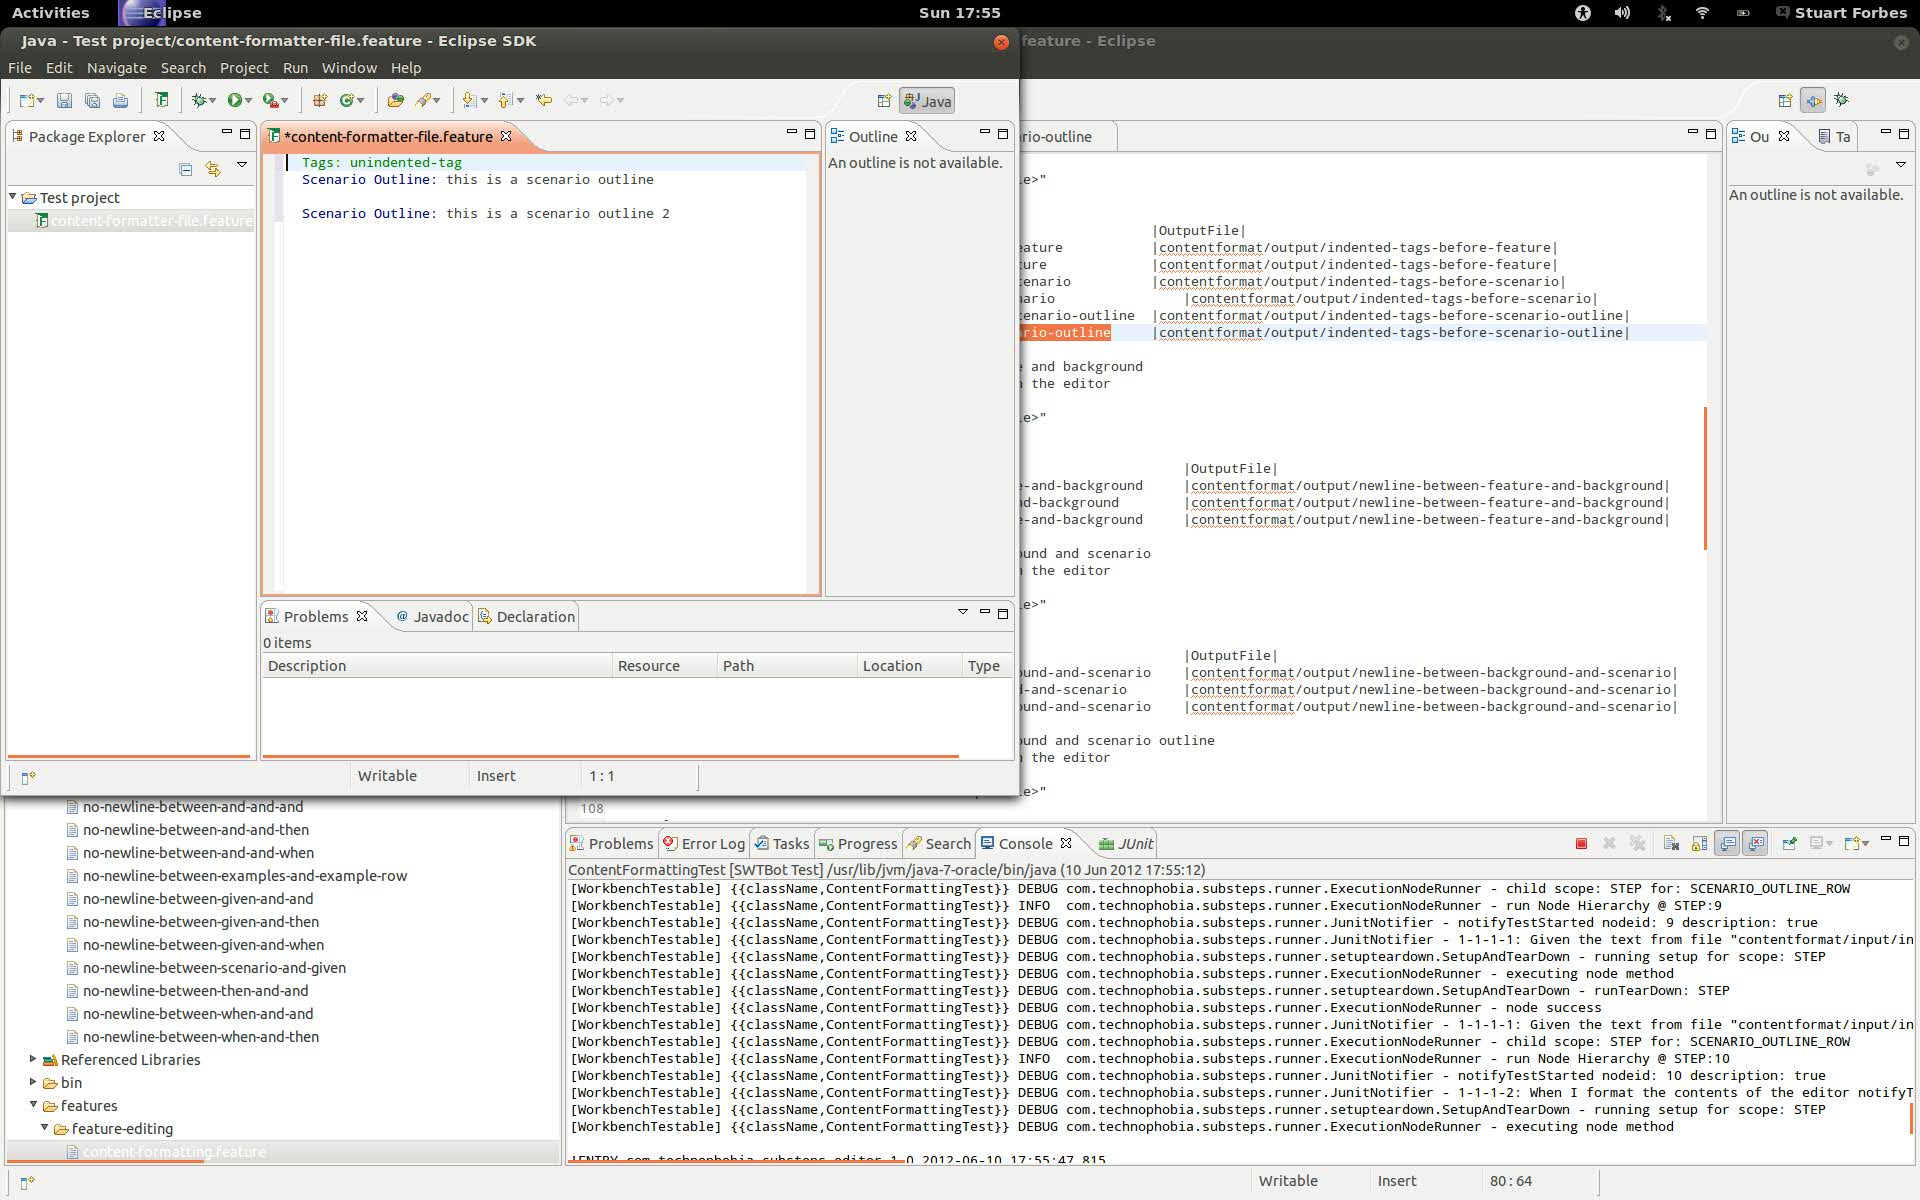 Activities Eclipse Sun 17:55 Stuart Forbes
Java - Test project/content-formatter-file.feature - Eclipse SDK
File Edit Navigate Search Project Run Window Help
Java
Package Explorer
Test project
content-formatter-file.feature
*content-formatter-file.feature
Tags: unindented-tag
Scenario Outline: this is a scenario outline
Scenario Outline: this is a scenario outline 2
Outline
An outline is not available.
Problems @ Javadoc Declaration
0 items
Description Resource Path Location Type
Writable Insert 1 : 1
feature - Eclipse
rio-outline
e>"
|OutputFile|
eature |contentformat/output/indented-tags-before-feature|
ture |contentformat/output/indented-tags-before-feature|
cenario |contentformat/output/indented-tags-before-scenario|
nario |contentformat/output/indented-tags-before-scenario|
cenario-outline |contentformat/output/indented-tags-before-scenario-outline|
rio-outline |contentformat/output/indented-tags-before-scenario-outline|
e and background
n the editor
e>"
|OutputFile|
e-and-background |contentformat/output/newline-between-feature-and-background|
nd-background |contentformat/output/newline-between-feature-and-background|
e-and-background |contentformat/output/newline-between-feature-and-background|
ound and scenario
n the editor
e>"
|OutputFile|
ound-and-scenario |contentformat/output/newline-between-background-and-scenario|
d-and-scenario |contentformat/output/newline-between-background-and-scenario|
ound-and-scenario |contentformat/output/newline-between-background-and-scenario|
ound and scenario outline
n the editor
e>"
108
Ou Ta
An outline is not available.
no-newline-between-and-and-and
no-newline-between-and-and-then
no-newline-between-and-and-when
no-newline-between-examples-and-example-row
no-newline-between-given-and-and
no-newline-between-given-and-then
no-newline-between-given-and-when
no-newline-between-scenario-and-given
no-newline-between-then-and-and
no-newline-between-when-and-and
no-newline-between-when-and-then
Referenced Libraries
bin
features
feature-editing
content-formatting.feature
Problems Error Log Tasks Progress Search Console JUnit
ContentFormattingTest [SWTBot Test] /usr/lib/jvm/java-7-oracle/bin/java (10 Jun 2012 17:55:12)
[WorkbenchTestable] {{className,ContentFormattingTest}} DEBUG com.technophobia.substeps.runner.ExecutionNodeRunner - child scope: STEP for: SCENARIO_OUTLINE_ROW
[WorkbenchTestable] {{className,ContentFormattingTest}} INFO com.technophobia.substeps.runner.ExecutionNodeRunner - run Node Hierarchy @ STEP:9
[WorkbenchTestable] {{className,ContentFormattingTest}} DEBUG com.technophobia.substeps.runner.JunitNotifier - notifyTestStarted nodeid: 9 description: true
[WorkbenchTestable] {{className,ContentFormattingTest}} DEBUG com.technophobia.substeps.runner.JunitNotifier - 1-1-1-1: Given the text from file "contentformat/input/in
[WorkbenchTestable] {{className,ContentFormattingTest}} DEBUG com.technophobia.substeps.runner.setupteardown.SetupAndTearDown - running setup for scope: STEP
[WorkbenchTestable] {{className,ContentFormattingTest}} DEBUG com.technophobia.substeps.runner.ExecutionNodeRunner - executing node method
[WorkbenchTestable] {{className,ContentFormattingTest}} DEBUG com.technophobia.substeps.runner.setupteardown.SetupAndTearDown - runTearDown: STEP
[WorkbenchTestable] {{className,ContentFormattingTest}} DEBUG com.technophobia.substeps.runner.ExecutionNodeRunner - node success
[WorkbenchTestable] {{className,ContentFormattingTest}} DEBUG com.technophobia.substeps.runner.JunitNotifier - 1-1-1-1: Given the text from file "contentformat/input/in
[WorkbenchTestable] {{className,ContentFormattingTest}} DEBUG com.technophobia.substeps.runner.ExecutionNodeRunner - child scope: STEP for: SCENARIO_OUTLINE_ROW
[WorkbenchTestable] {{className,ContentFormattingTest}} INFO com.technophobia.substeps.runner.ExecutionNodeRunner - run Node Hierarchy @ STEP:10
[WorkbenchTestable] {{className,ContentFormattingTest}} DEBUG com.technophobia.substeps.runner.JunitNotifier - notifyTestStarted nodeid: 10 description: true
[WorkbenchTestable] {{className,ContentFormattingTest}} DEBUG com.technophobia.substeps.runner.JunitNotifier - 1-1-1-2: When I format the contents of the editor notifyT
[WorkbenchTestable] {{className,ContentFormattingTest}} DEBUG com.technophobia.substeps.runner.setupteardown.SetupAndTearDown - running setup for scope: STEP
[WorkbenchTestable] {{className,ContentFormattingTest}} DEBUG com.technophobia.substeps.runner.ExecutionNodeRunner - executing node method
!ENTRY com.technophobia.substeps.editor 1 0 2012-06-10 17:55:47.815
Writable Insert 80 : 64